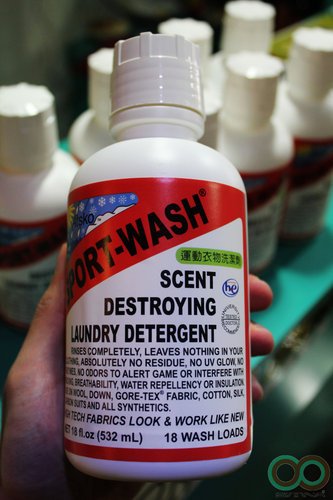 SPORT-WASH®
運動衣物洗潔劑
SCENT
DESTROYING
LAUNDRY DETERGENT
RINSES COMPLETELY, LEAVES NOTHING IN YOUR
ABSOLUTELY NO RESIDUE, NO UV GLOW, NO
NO ODORS TO ALERT GAME OR INTERFERE WITH
BREATHABILITY, WATER REPELLENCY OR INSULATION.
ON WOOL, DOWN, GORE-TEX® FABRIC, COTTON, SILK,
SUITS AND ALL SYNTHETICS.
TECH FABRICS LOOK & WORK LIKE NEW
18 fl.oz (532 mL) 18 WASH LOADS
he